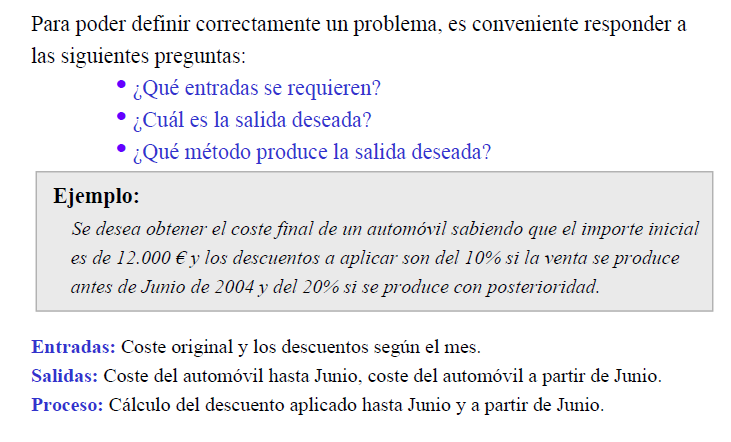 Para poder definir correctamente un problema, es conveniente responder a
las siguientes preguntas:
• ¿Qué entradas se requieren?
• ¿Cuál es la salida deseada?
• ¿Qué método produce la salida deseada?
Ejemplo:
Se desea obtener el coste final de un automóvil sabiendo que el importe inicial
es de 12.000 € y los descuentos a aplicar son del 10% si la venta se produce
antes de Junio de 2004 y del 20% si se produce con posterioridad.
Entradas: Coste original y los descuentos según el mes.
Salidas: Coste del automóvil hasta Junio, coste del automóvil a partir de Junio.
Proceso: Cálculo del descuento aplicado hasta Junio y a partir de Junio.